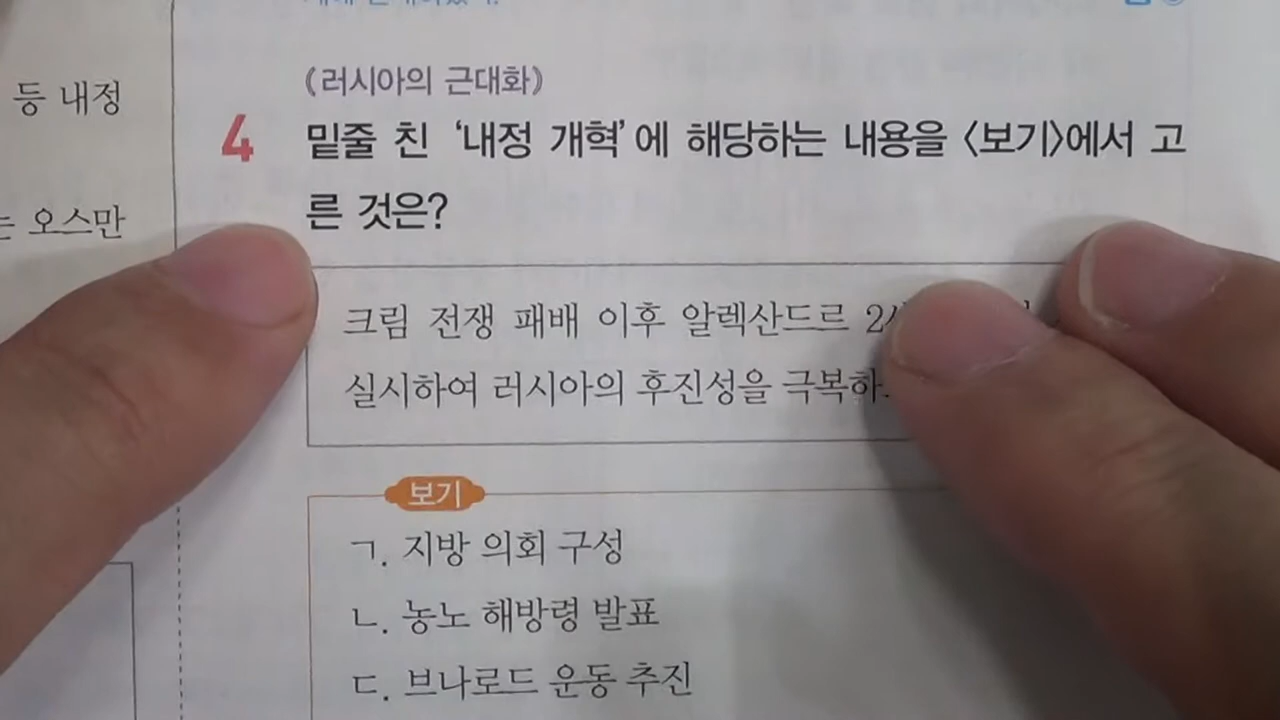 등 내정
는 오스만
《러시아의 근대화》
4 밑줄 친 ‘내정 개혁’에 해당하는 내용을 〈보기〉에서 고
른 것은?
크림 전쟁 패배 이후 알렉산드르
실시하여 러시아의 후진성을
보기
ㄱ. 지방 의회 구성
ㄴ. 농노 해방령 발표
ㄷ. 브나로드 운동 추진